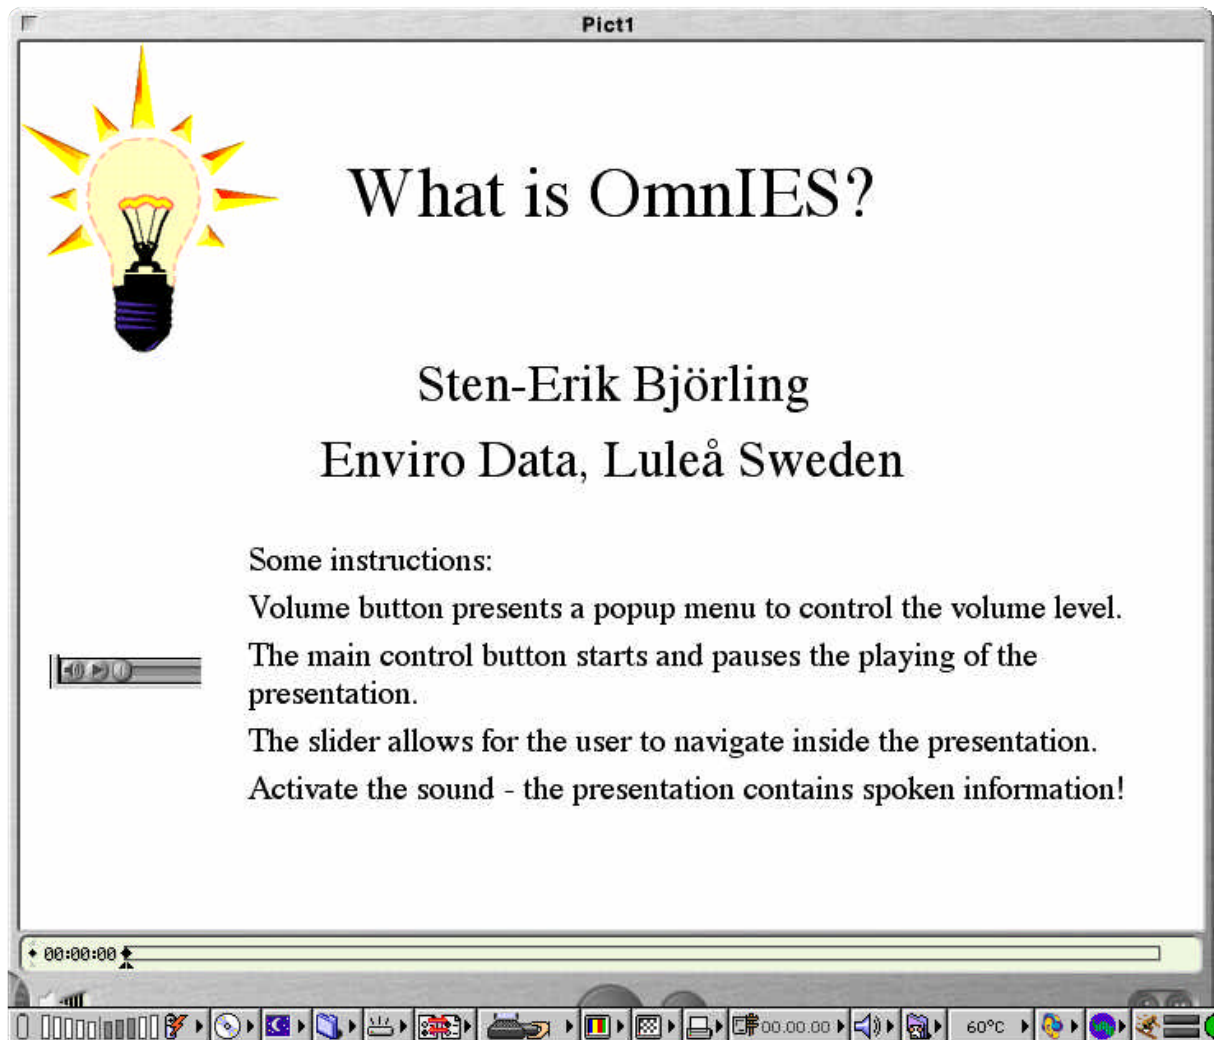 Pict1
What is OmnIES?
Sten-Erik Björling
Enviro Data, Luleå Sweden
Some instructions:
Volume button presents a popup menu to control the volume level.
The main control button starts and pauses the playing of the
presentation.
The slider allows for the user to navigate inside the presentation.
Activate the sound - the presentation contains spoken information!
00:00:00
00.00.00
60°C